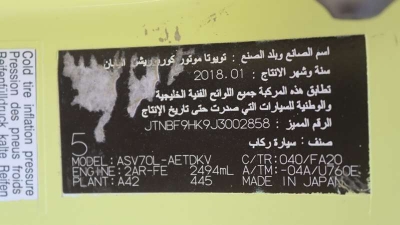 اسم الصانع وبلد الصنع : تويوتا موتور كوربوريشن اليابان
سنة وشهر الانتاج : 2018.01
تطابق هذه المركبة جميع اللوائح الفنية الخليجية
والوطنية للسيارات التي صدرت حتى تاريخ الإنتاج
الرقم المميز : JTNBF9HK9J3002858
صنف : سيارة ركاب
5
MODEL: ASV70L-AETDKV C/TR: 040/FA20
ENGINE: 2AR-FE 2494mL A/TM: -04A/U760E
PLANT: A42 445 MADE IN JAPAN
Cold tire inflation pressure
Pression des pneus froids
Reifenfülldruck kalte Reifen